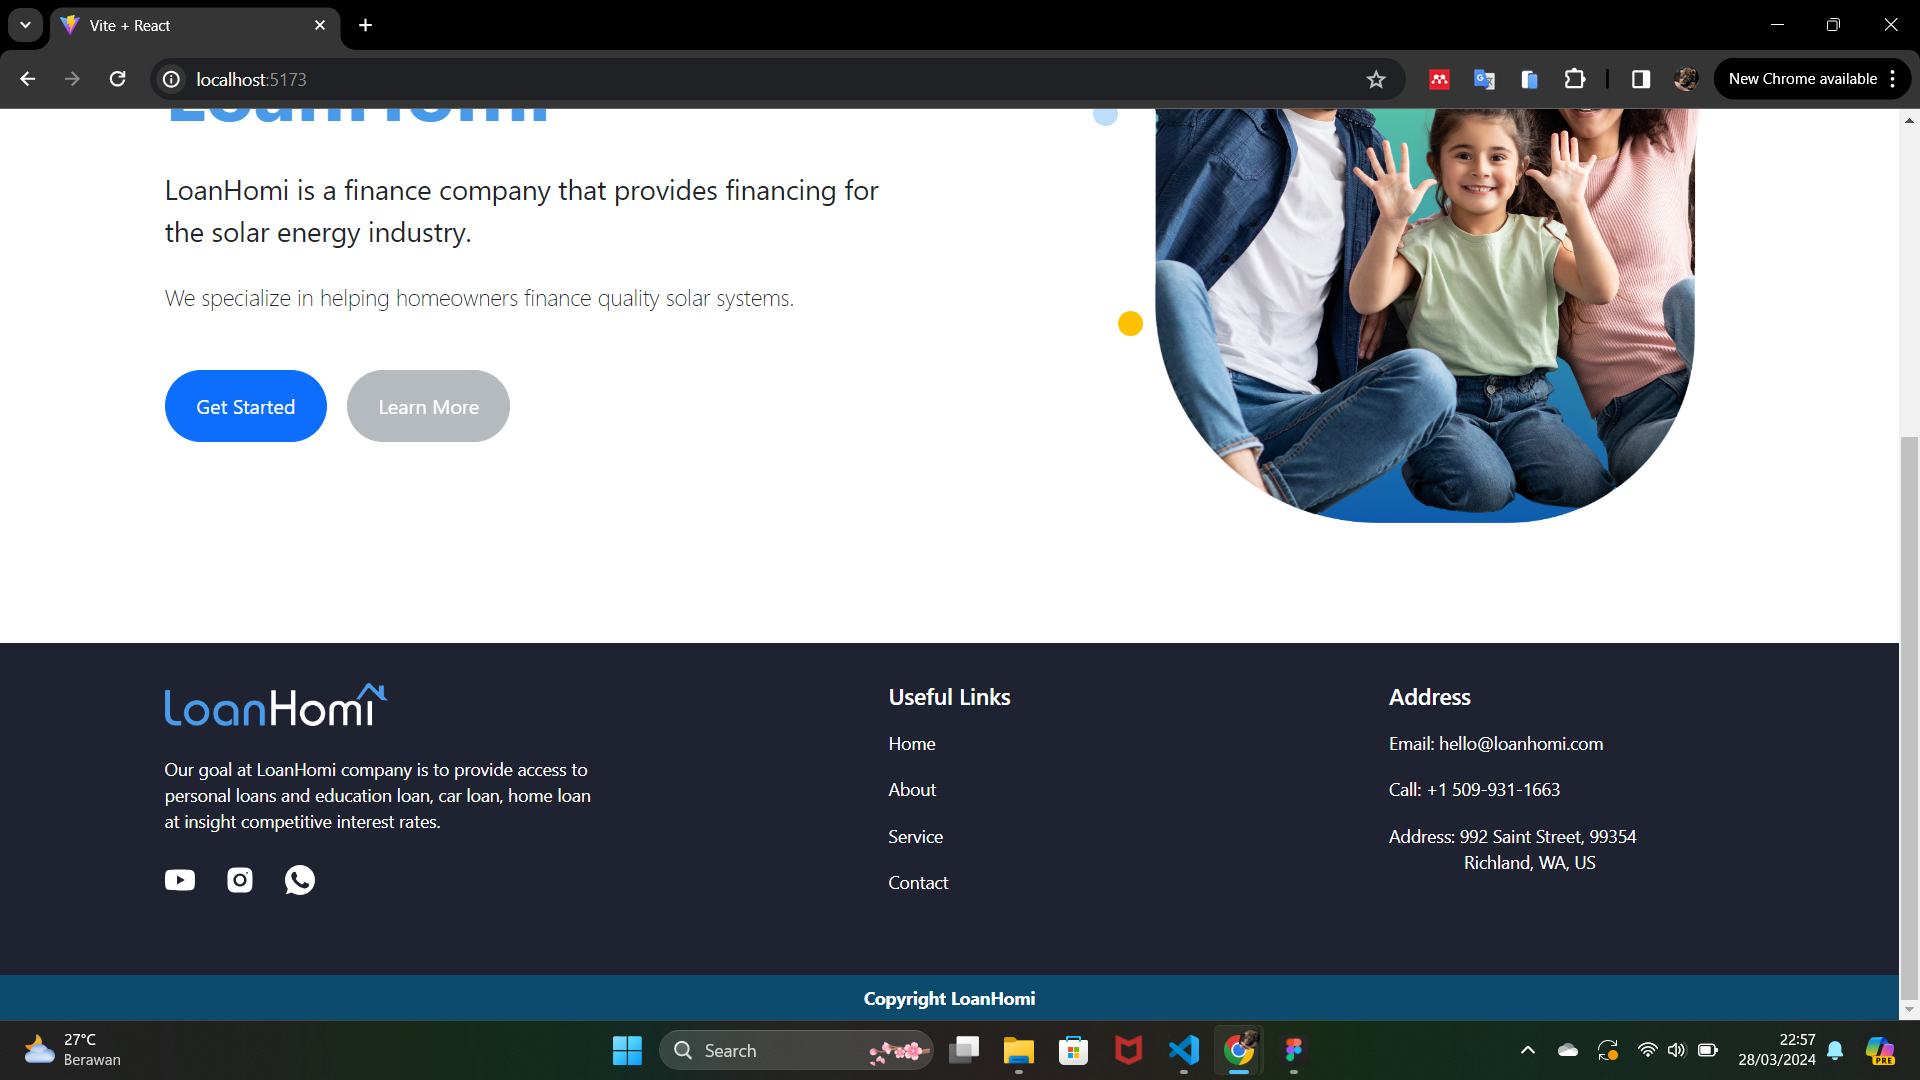 Vite + React
localhost:5173
New Chrome available
LoanHomi
LoanHomi is a finance company that provides financing for
the solar energy industry.
We specialize in helping homeowners finance quality solar systems.
Get Started
Learn More
LoanHomi
Our goal at LoanHomi company is to provide access to
personal loans and education loan, car loan, home loan
at insight competitive interest rates.
Useful Links
Home
About
Service
Contact
Address
Email: hello@loanhomi.com
Call: +1 509-931-1663
Address: 992 Saint Street, 99354
Richland, WA, US
Copyright LoanHomi
27°C
Berawan
Search
22:57
28/03/2024
PRE